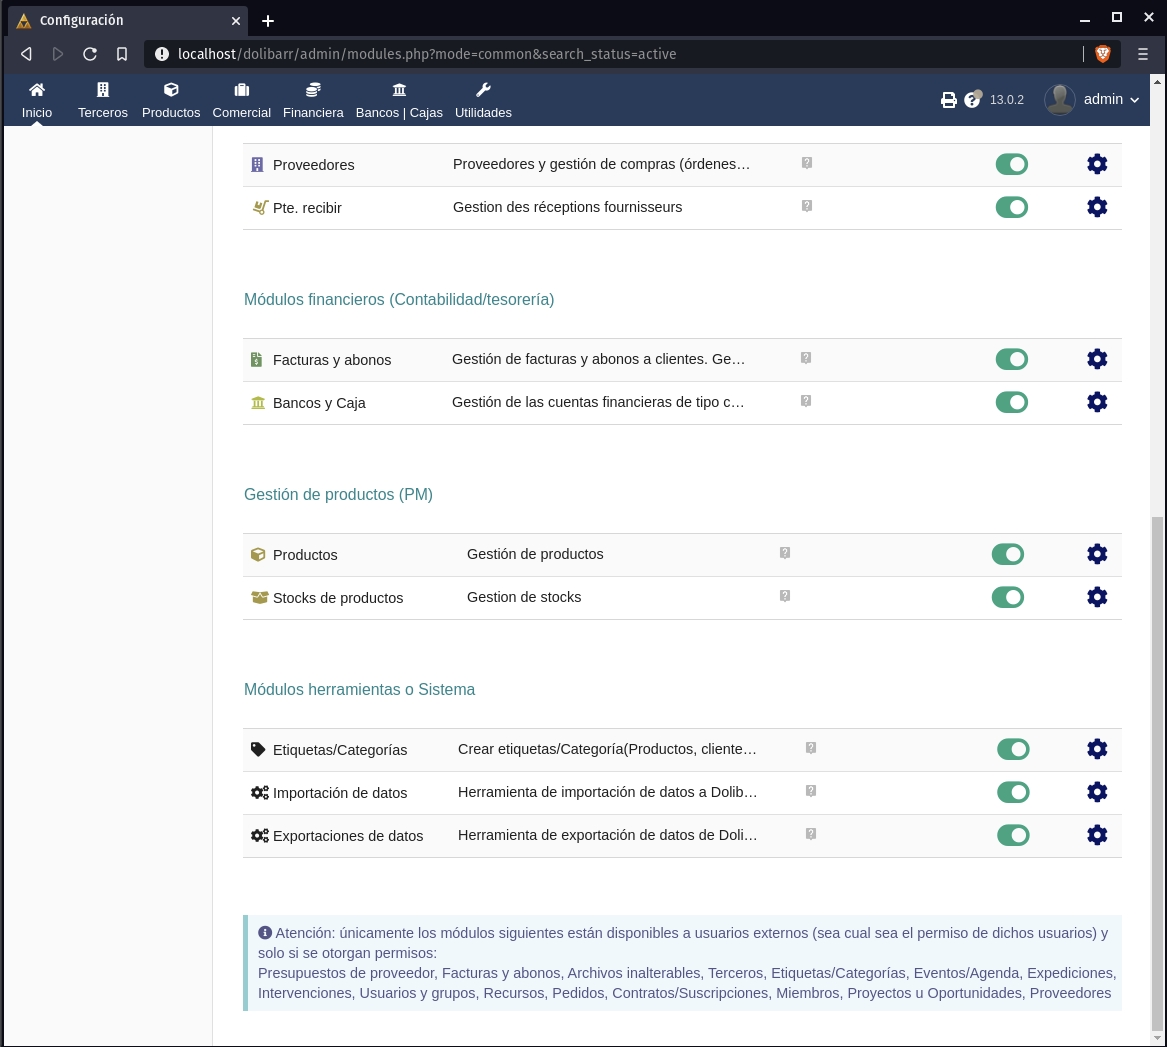 Configuración
localhost/dolibarr/admin/modules.php?mode=common&search_status=active
Inicio Terceros Productos Comercial Financiera Bancos | Cajas Utilidades 13.0.2 admin
Proveedores Proveedores y gestión de compras (órdenes…
Pte. recibir Gestion des réceptions fournisseurs
Módulos financieros (Contabilidad/tesorería)
Facturas y abonos Gestión de facturas y abonos a clientes. Ge…
Bancos y Caja Gestión de las cuentas financieras de tipo c…
Gestión de productos (PM)
Productos Gestión de productos
Stocks de productos Gestion de stocks
Módulos herramientas o Sistema
Etiquetas/Categorías Crear etiquetas/Categoría(Productos, cliente…
Importación de datos Herramienta de importación de datos a Dolib…
Exportaciones de datos Herramienta de exportación de datos de Doli…
Atención: únicamente los módulos siguientes están disponibles a usuarios externos (sea cual sea el permiso de dichos usuarios) y
solo si se otorgan permisos:
Presupuestos de proveedor, Facturas y abonos, Archivos inalterables, Terceros, Etiquetas/Categorías, Eventos/Agenda, Expediciones,
Intervenciones, Usuarios y grupos, Recursos, Pedidos, Contratos/Suscripciones, Miembros, Proyectos u Oportunidades, Proveedores